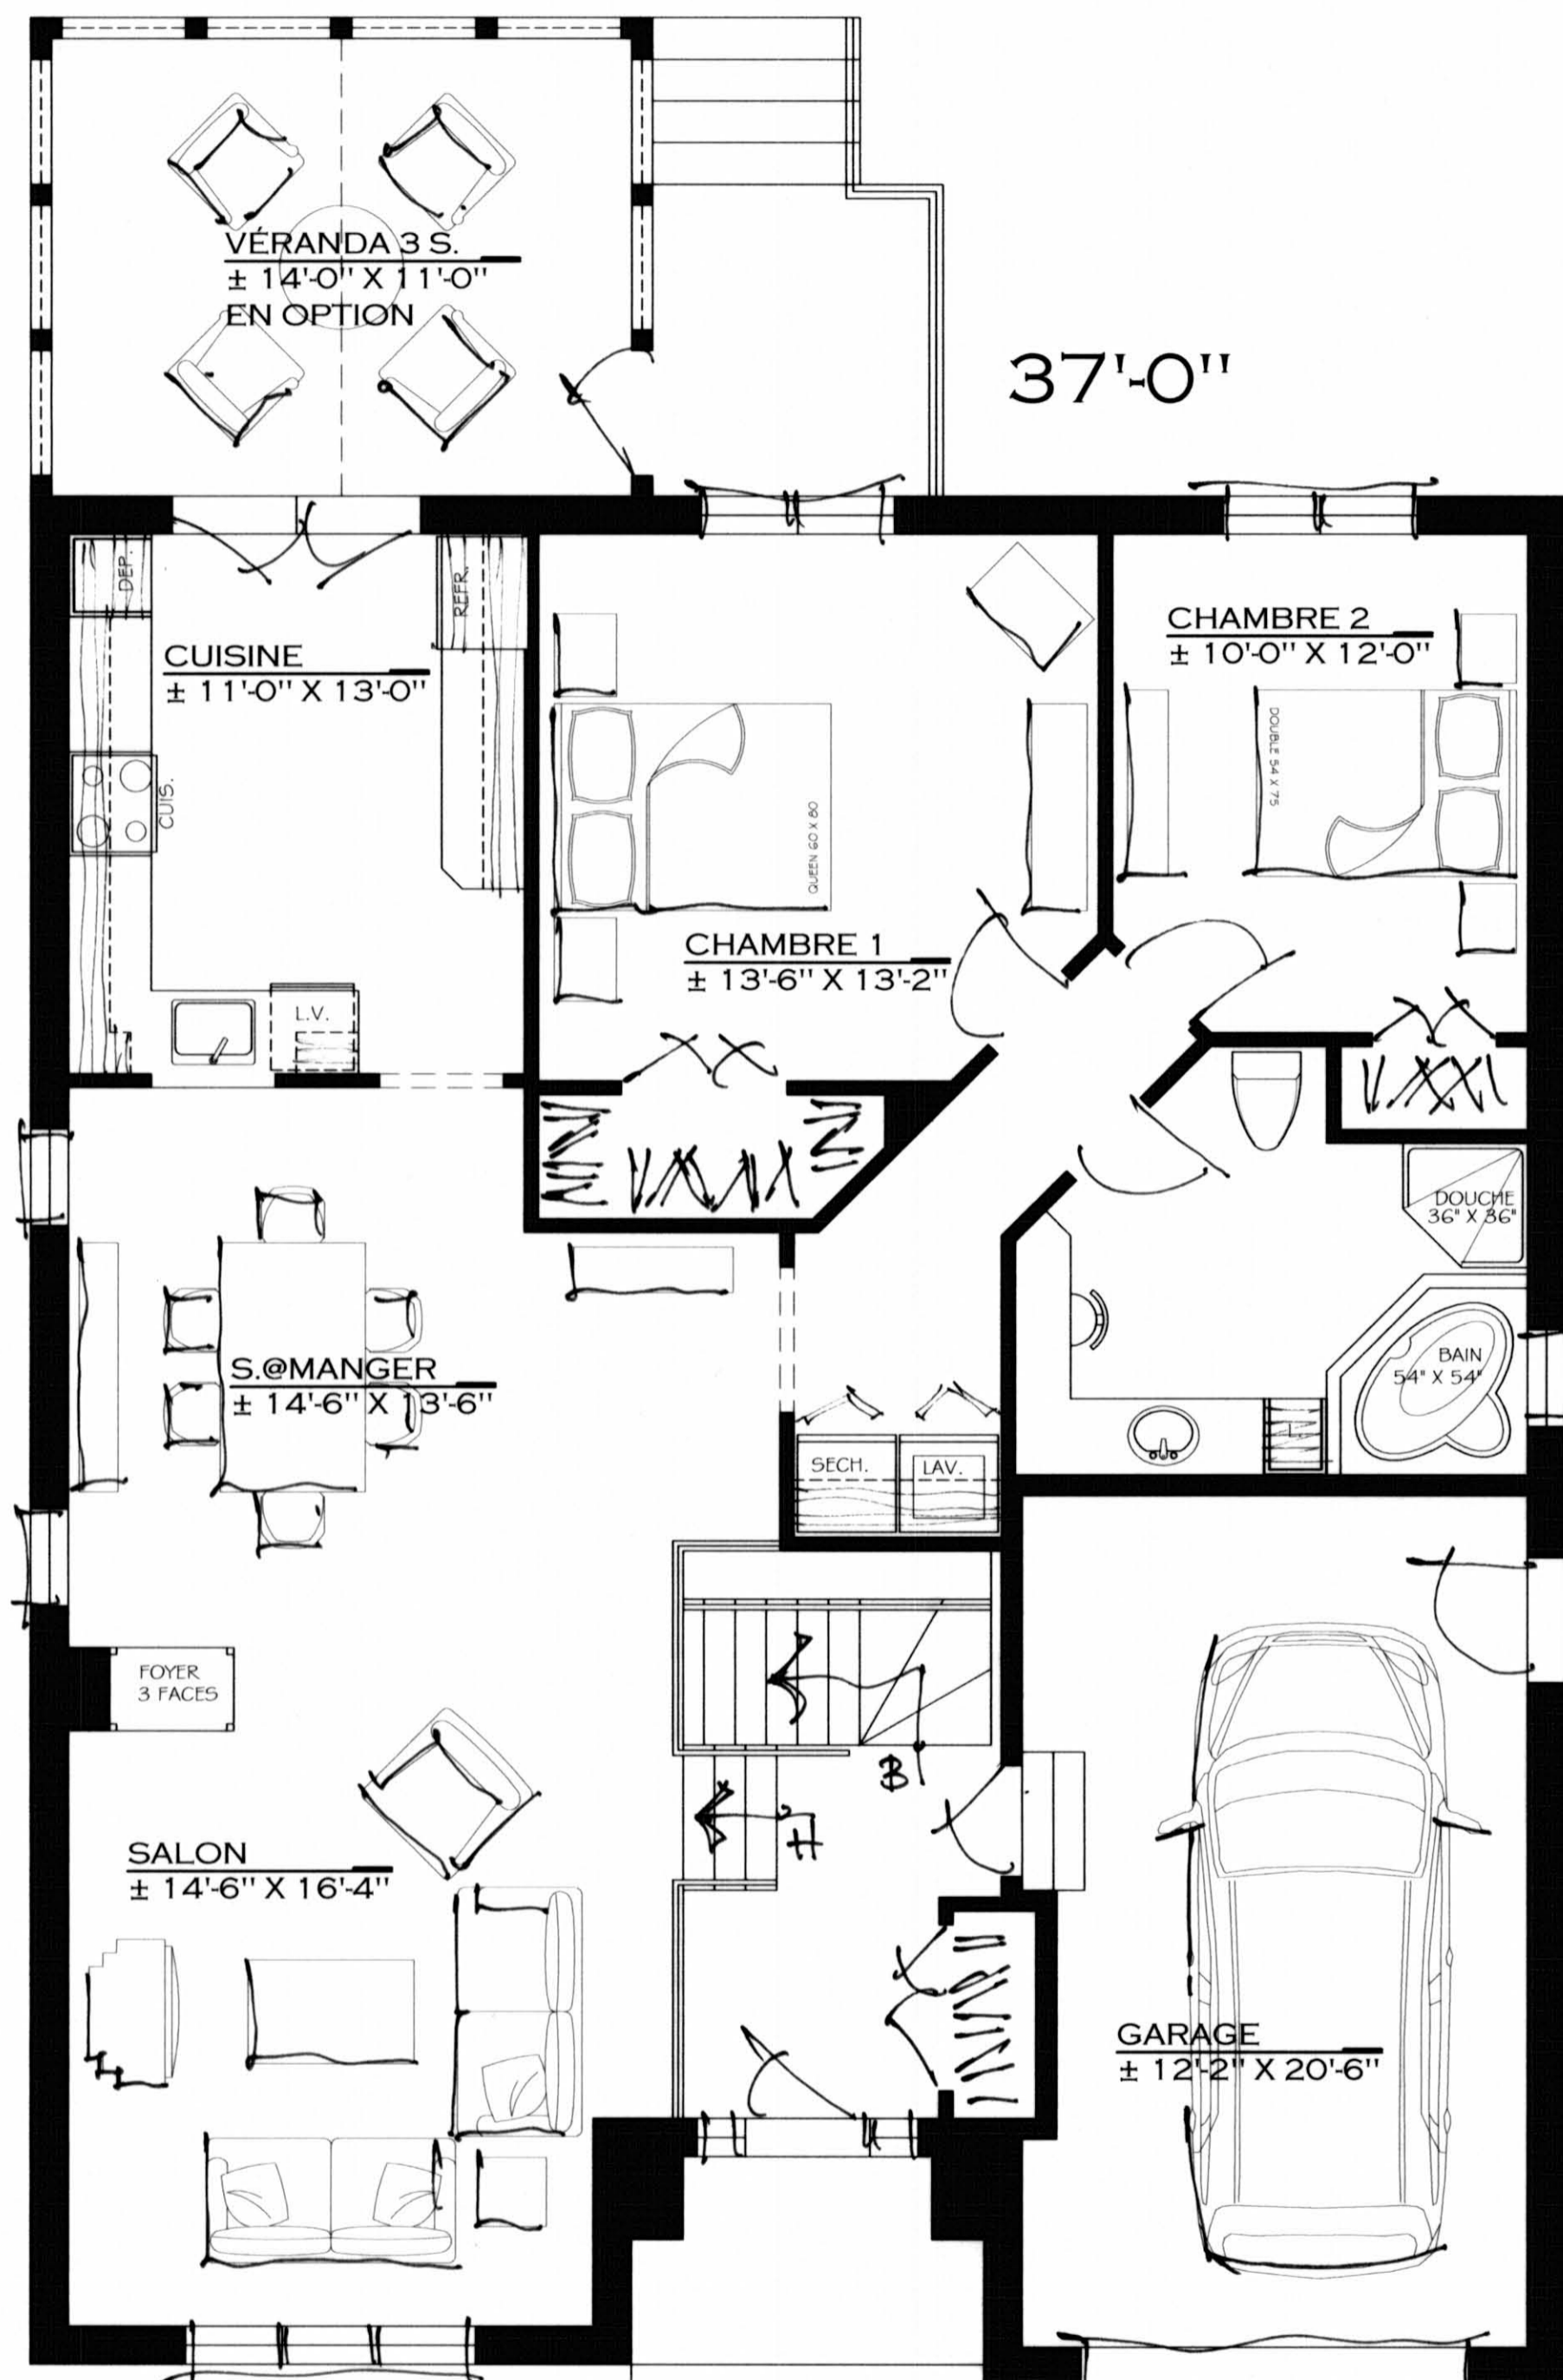 VÉRANDA 3 S.
± 14'-0" X 11'-0"
EN OPTION
37'-0"
DEP.
REFR.
CUISINE
± 11'-0" X 13'-0"
CUIS.
L.V.
QUEEN 60 X 80
CHAMBRE 1
± 13'-6" X 13'-2"
CHAMBRE 2
± 10'-0" X 12'-0"
DOUBLE 54 X 75
DOUCHE
36" X 36"
BAIN
54" X 54"
L.
S.@MANGER
± 14'-6" X 13'-6"
SECH.
LAV.
FOYER
3 FACES
B
H
SALON
± 14'-6" X 16'-4"
GARAGE
± 12'-2" X 20'-6"